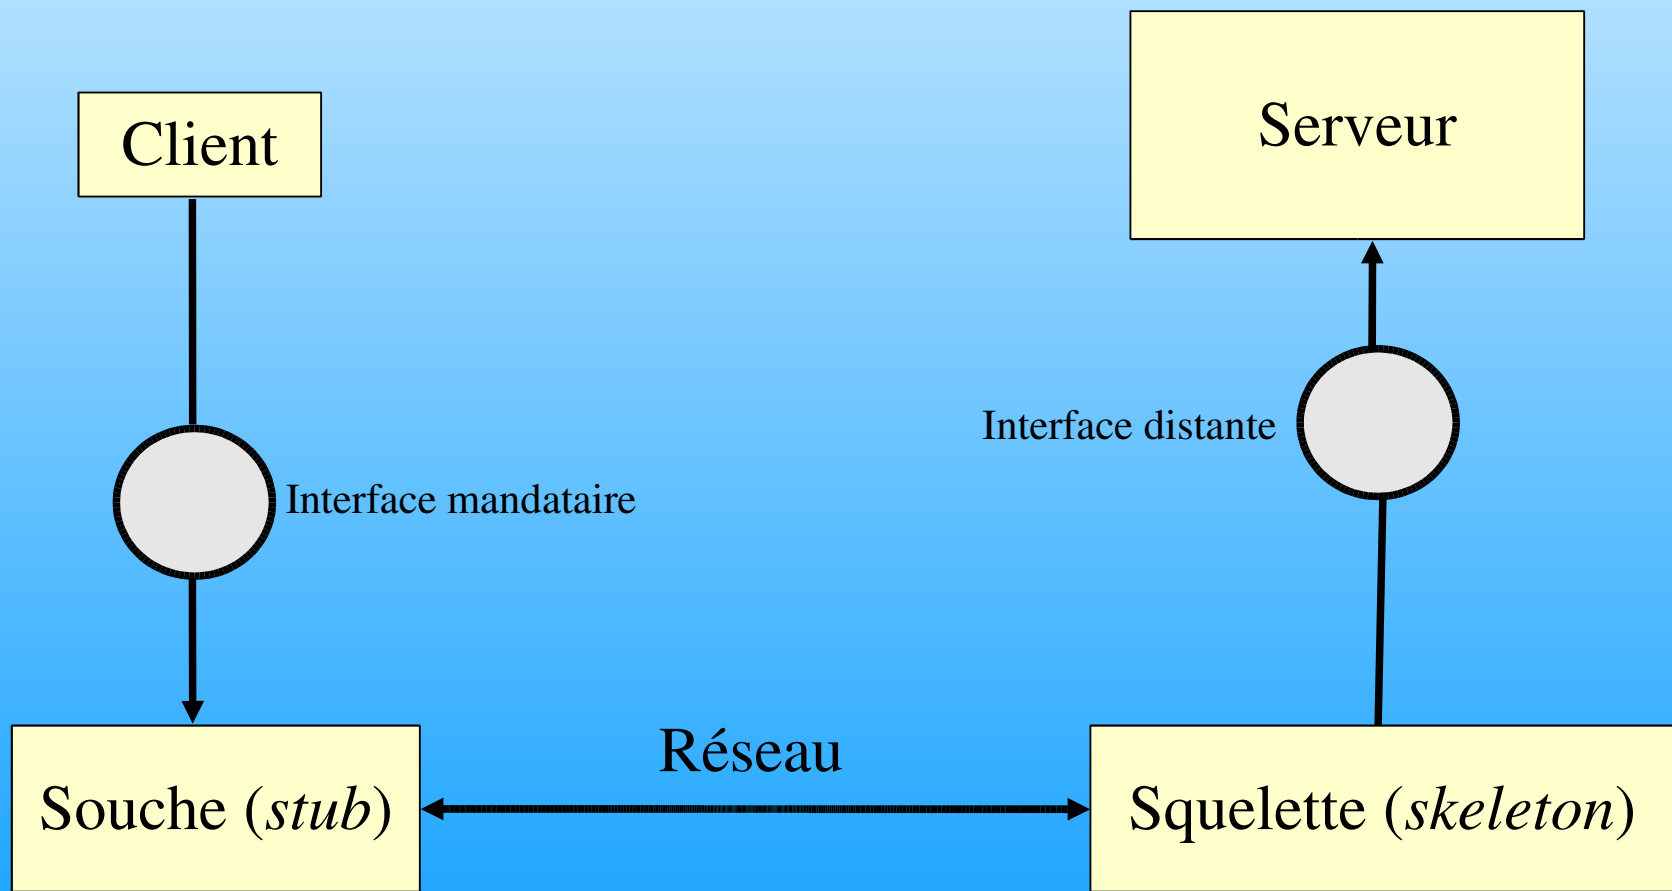 Client
Serveur
Interface distante
Interface mandataire
Réseau
Souche (stub)
Squelette (skeleton)